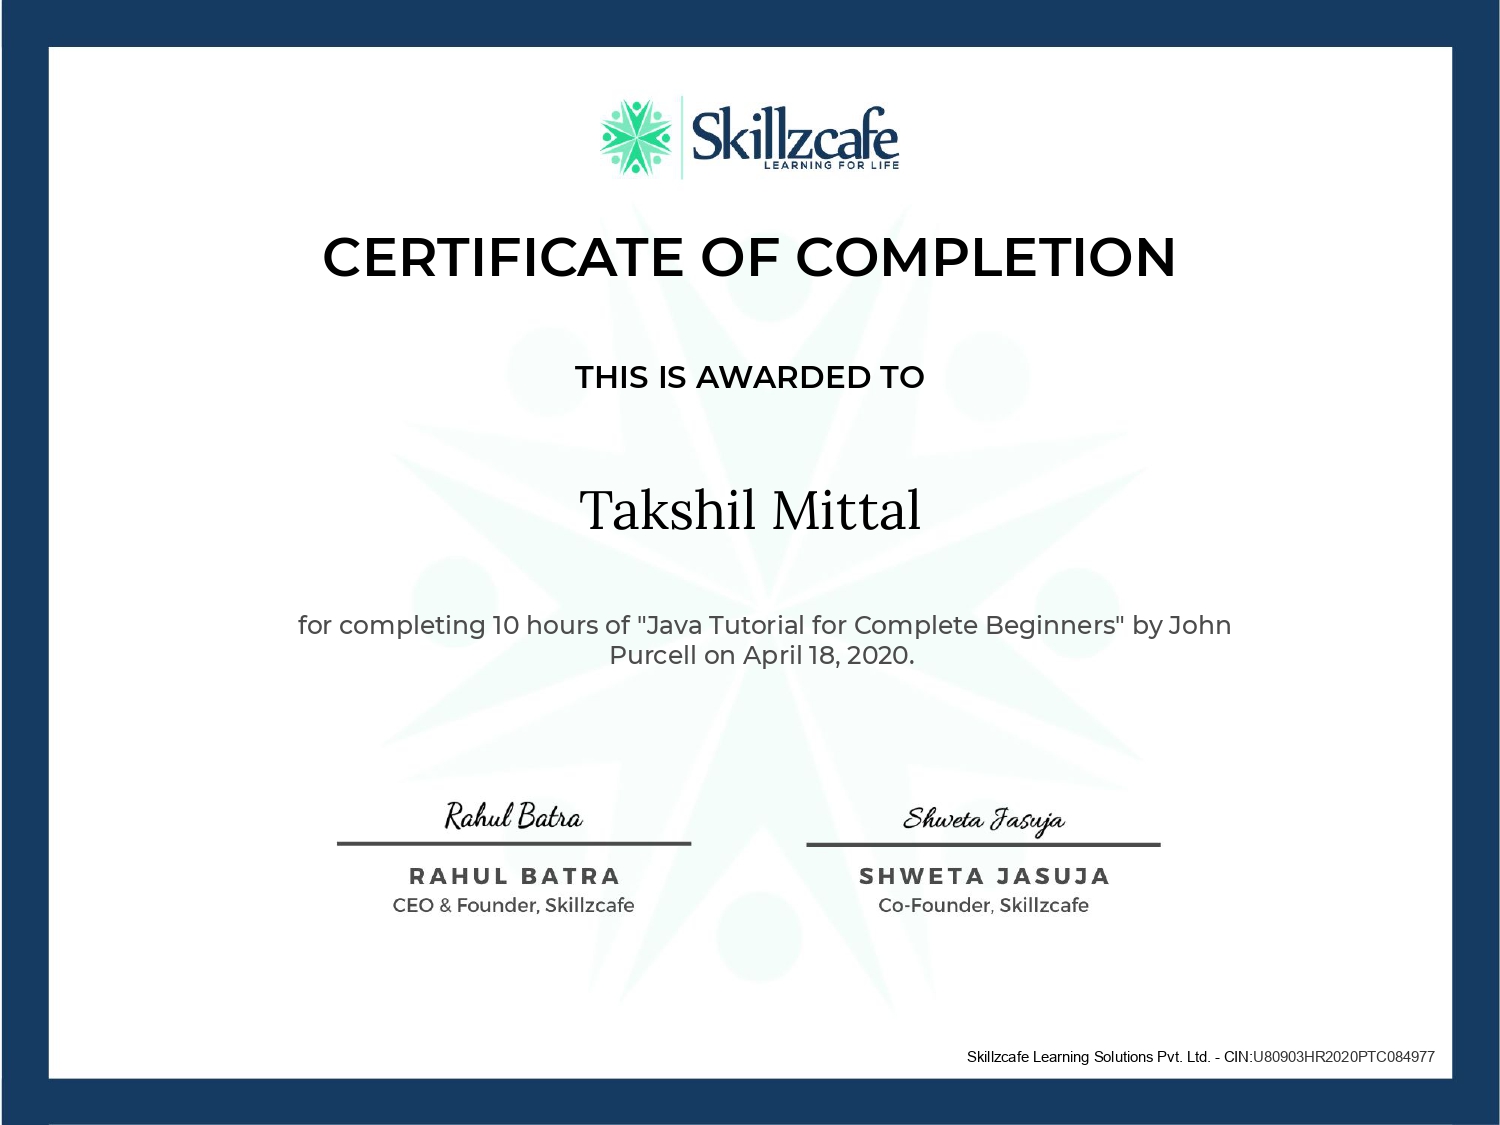 Skillzcafe
LEARNING FOR LIFE
CERTIFICATE OF COMPLETION
THIS IS AWARDED TO
Takshil Mittal
for completing 10 hours of "Java Tutorial for Complete Beginners" by John
Purcell on April 18, 2020.
Rahul Batra
RAHUL BATRA
CEO & Founder, Skillzcafe
Shweta Jasuja
SHWETA JASUJA
Co-Founder, Skillzcafe
Skillzcafe Learning Solutions Pvt. Ltd. - CIN:U80903HR2020PTC084977